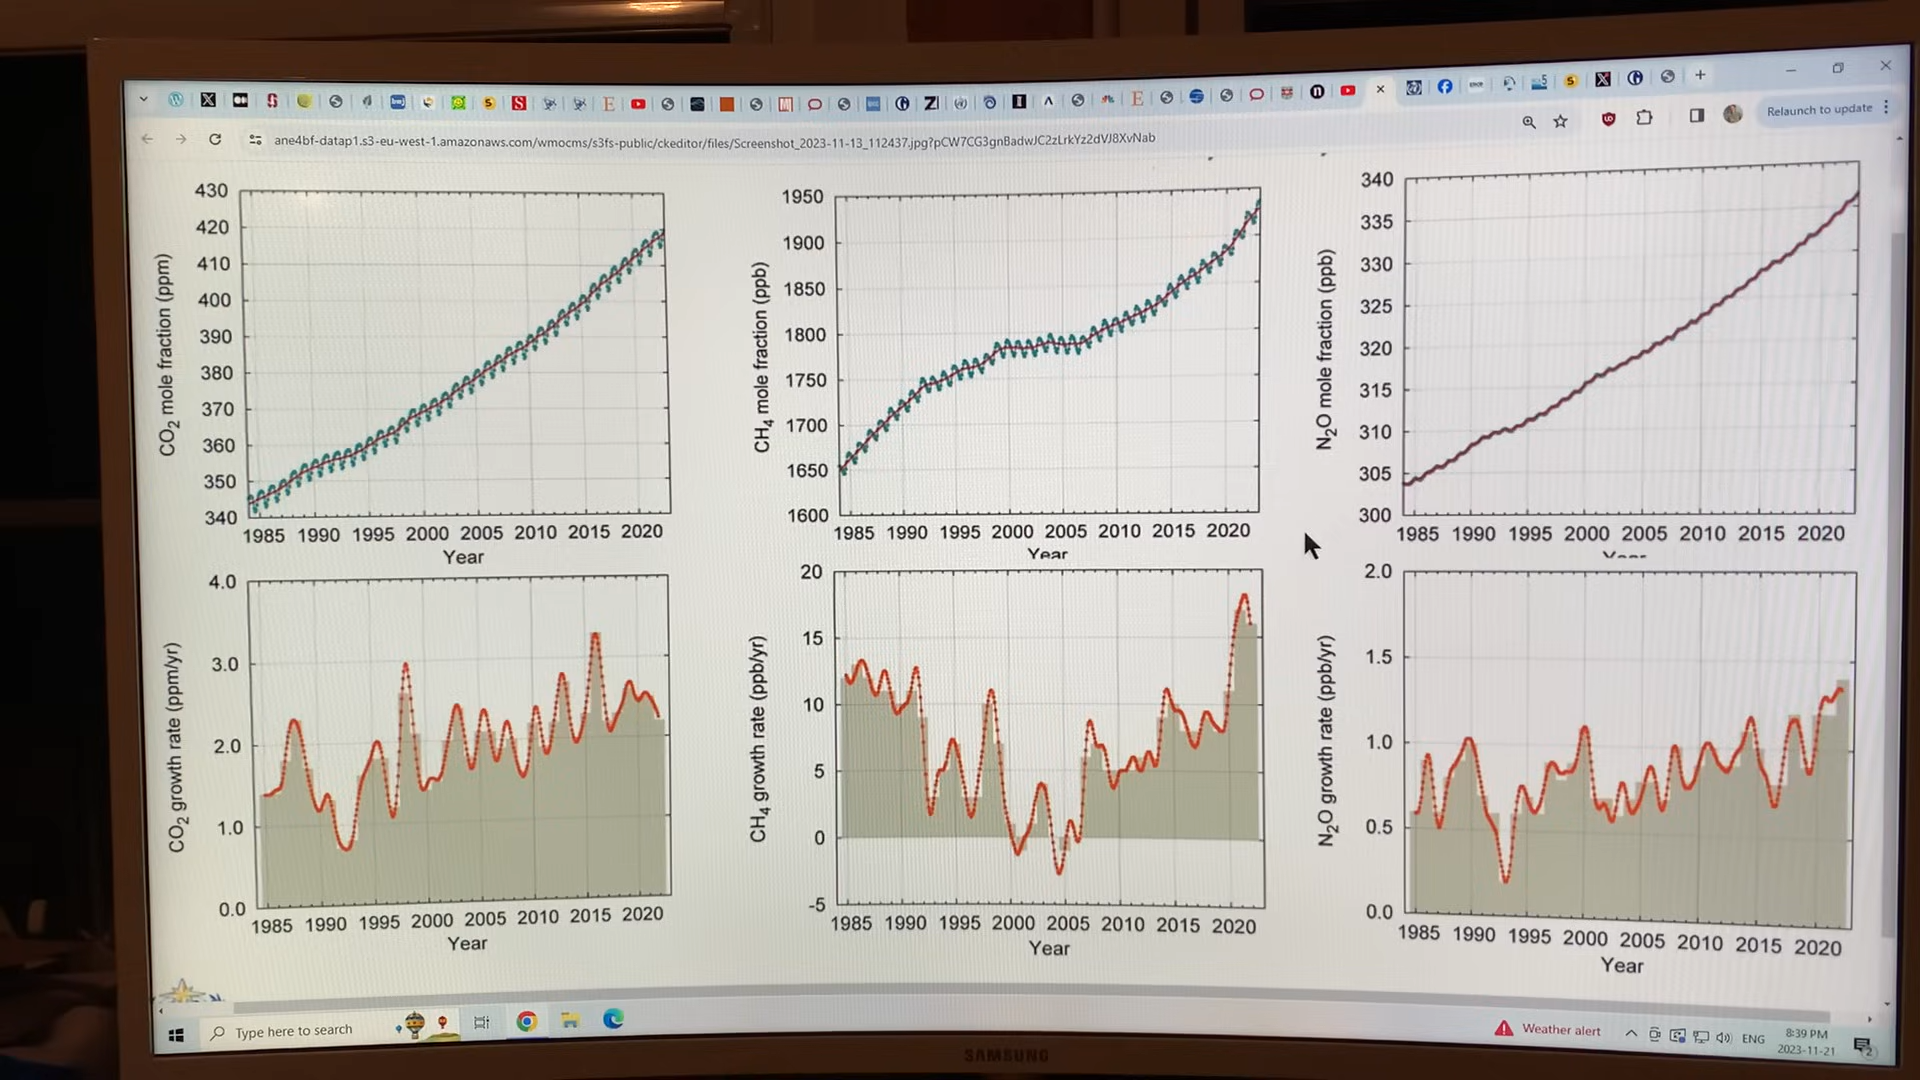 Relaunch to update
ane4bf-datap1.s3-eu-west-1.amazonaws.com/wmocms/s3fs-public/ckeditor/files/Screenshot_2023-11-13_112437.jpg?pCW7CG3gnBadwJC2zLrkYz2dVJ8XvNab
CO2 mole fraction (ppm)
430
420
410
400
390
380
370
360
350
340
1985 1990 1995 2000 2005 2010 2015 2020
Year
CH4 mole fraction (ppb)
1950
1900
1850
1800
1750
1700
1650
1600
1985 1990 1995 2000 2005 2010 2015 2020
Year
N2O mole fraction (ppb)
340
335
330
325
320
315
310
305
300
1985 1990 1995 2000 2005 2010 2015 2020
Year
CO2 growth rate (ppm/yr)
4.0
3.0
2.0
1.0
0.0
1985 1990 1995 2000 2005 2010 2015 2020
Year
CH4 growth rate (ppb/yr)
20
15
10
5
0
-5
1985 1990 1995 2000 2005 2010 2015 2020
Year
N2O growth rate (ppb/yr)
2.0
1.5
1.0
0.5
0.0
1985 1990 1995 2000 2005 2010 2015 2020
Year
Type here to search
Weather alert
ENG
8:39 PM
2023-11-21
2
SAMSUNG